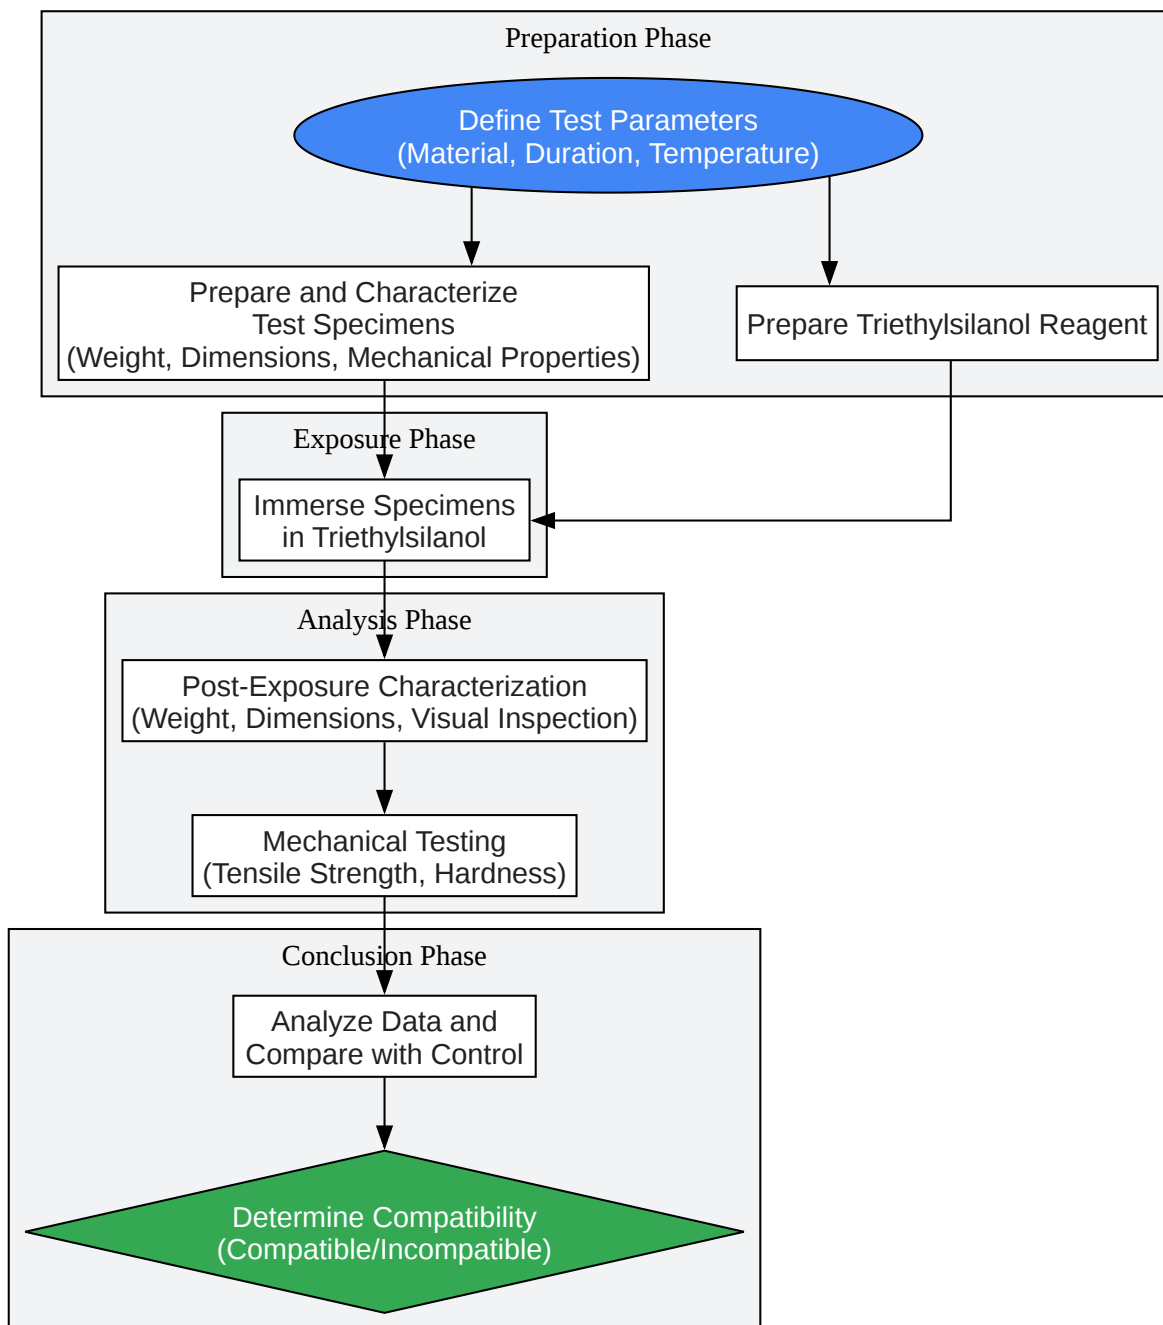 Preparation Phase
Define Test Parameters
(Material, Duration, Temperature)
Prepare and Characterize
Test Specimens
(Weight, Dimensions, Mechanical Properties)
Prepare Triethylsilanol Reagent
Exposure Phase
Immerse Specimens
in Triethylsilanol
Analysis Phase
Post-Exposure Characterization
(Weight, Dimensions, Visual Inspection)
Mechanical Testing
(Tensile Strength, Hardness)
Conclusion Phase
Analyze Data and
Compare with Control
Determine Compatibility
(Compatible/Incompatible)